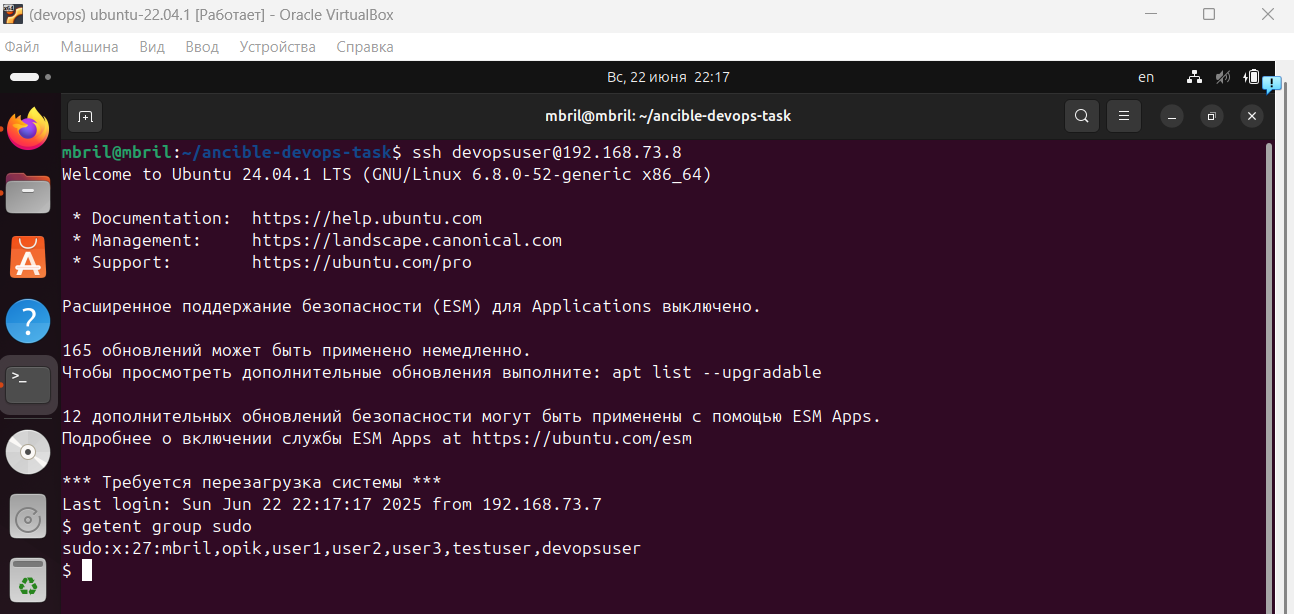 (devops) ubuntu-22.04.1 [Работает] - Oracle VirtualBox
Файл Машина Вид Ввод Устройства Справка
Вс, 22 июня 22:17
en
mbril@mbril: ~/ancible-devops-task
mbril@mbril:~/ancible-devops-task$ ssh devopsuser@192.168.73.8
Welcome to Ubuntu 24.04.1 LTS (GNU/Linux 6.8.0-52-generic x86_64)
* Documentation: https://help.ubuntu.com
* Management: https://landscape.canonical.com
* Support: https://ubuntu.com/pro
Расширенное поддержание безопасности (ESM) для Applications выключено.
165 обновлений может быть применено немедленно.
Чтобы просмотреть дополнительные обновления выполните: apt list --upgradable
12 дополнительных обновлений безопасности могут быть применены с помощью ESM Apps.
Подробнее о включении службы ESM Apps at https://ubuntu.com/esm
*** Требуется перезагрузка системы ***
Last login: Sun Jun 22 22:17:17 2025 from 192.168.73.7
$ getent group sudo
sudo:x:27:mbril,opik,user1,user2,user3,testuser,devopsuser
$